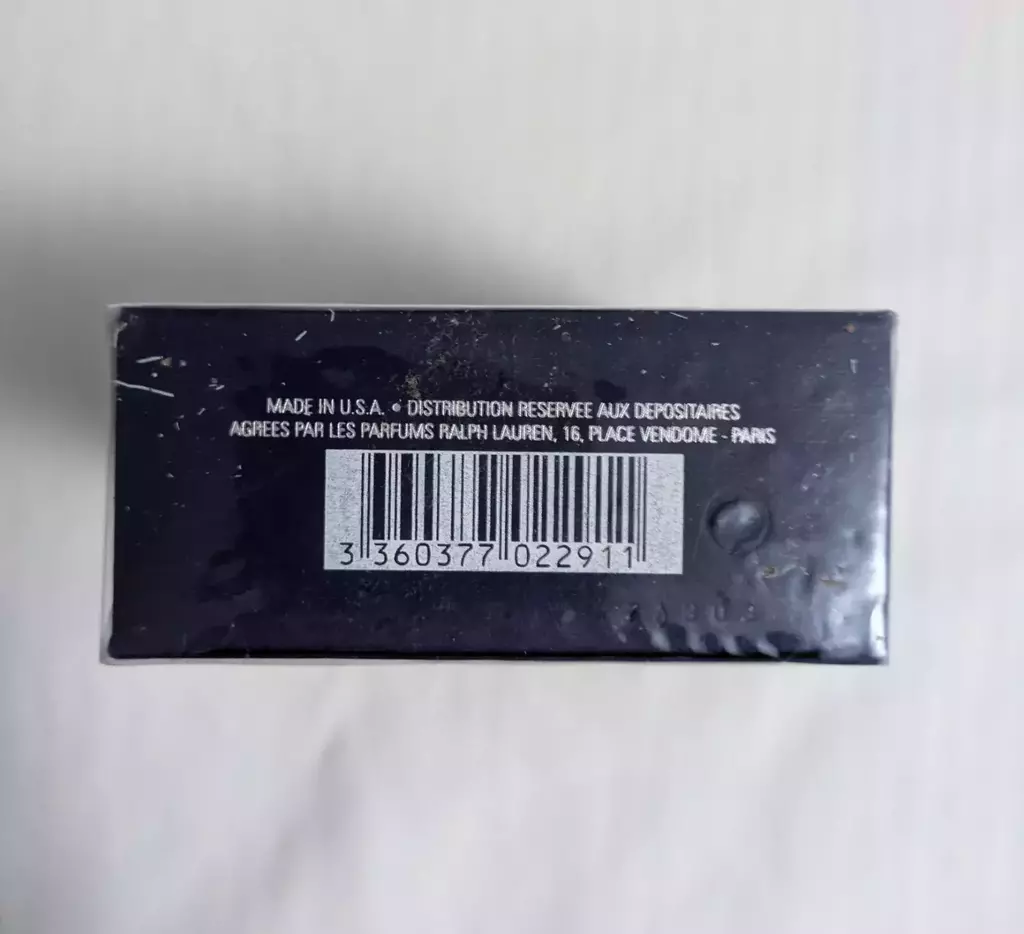 MADE IN U.S.A. • DISTRIBUTION RESERVEE AUX DEPOSITAIRES
AGREES PAR LES PARFUMS RALPH LAUREN, 16, PLACE VENDOME - PARIS
3 360377 022911